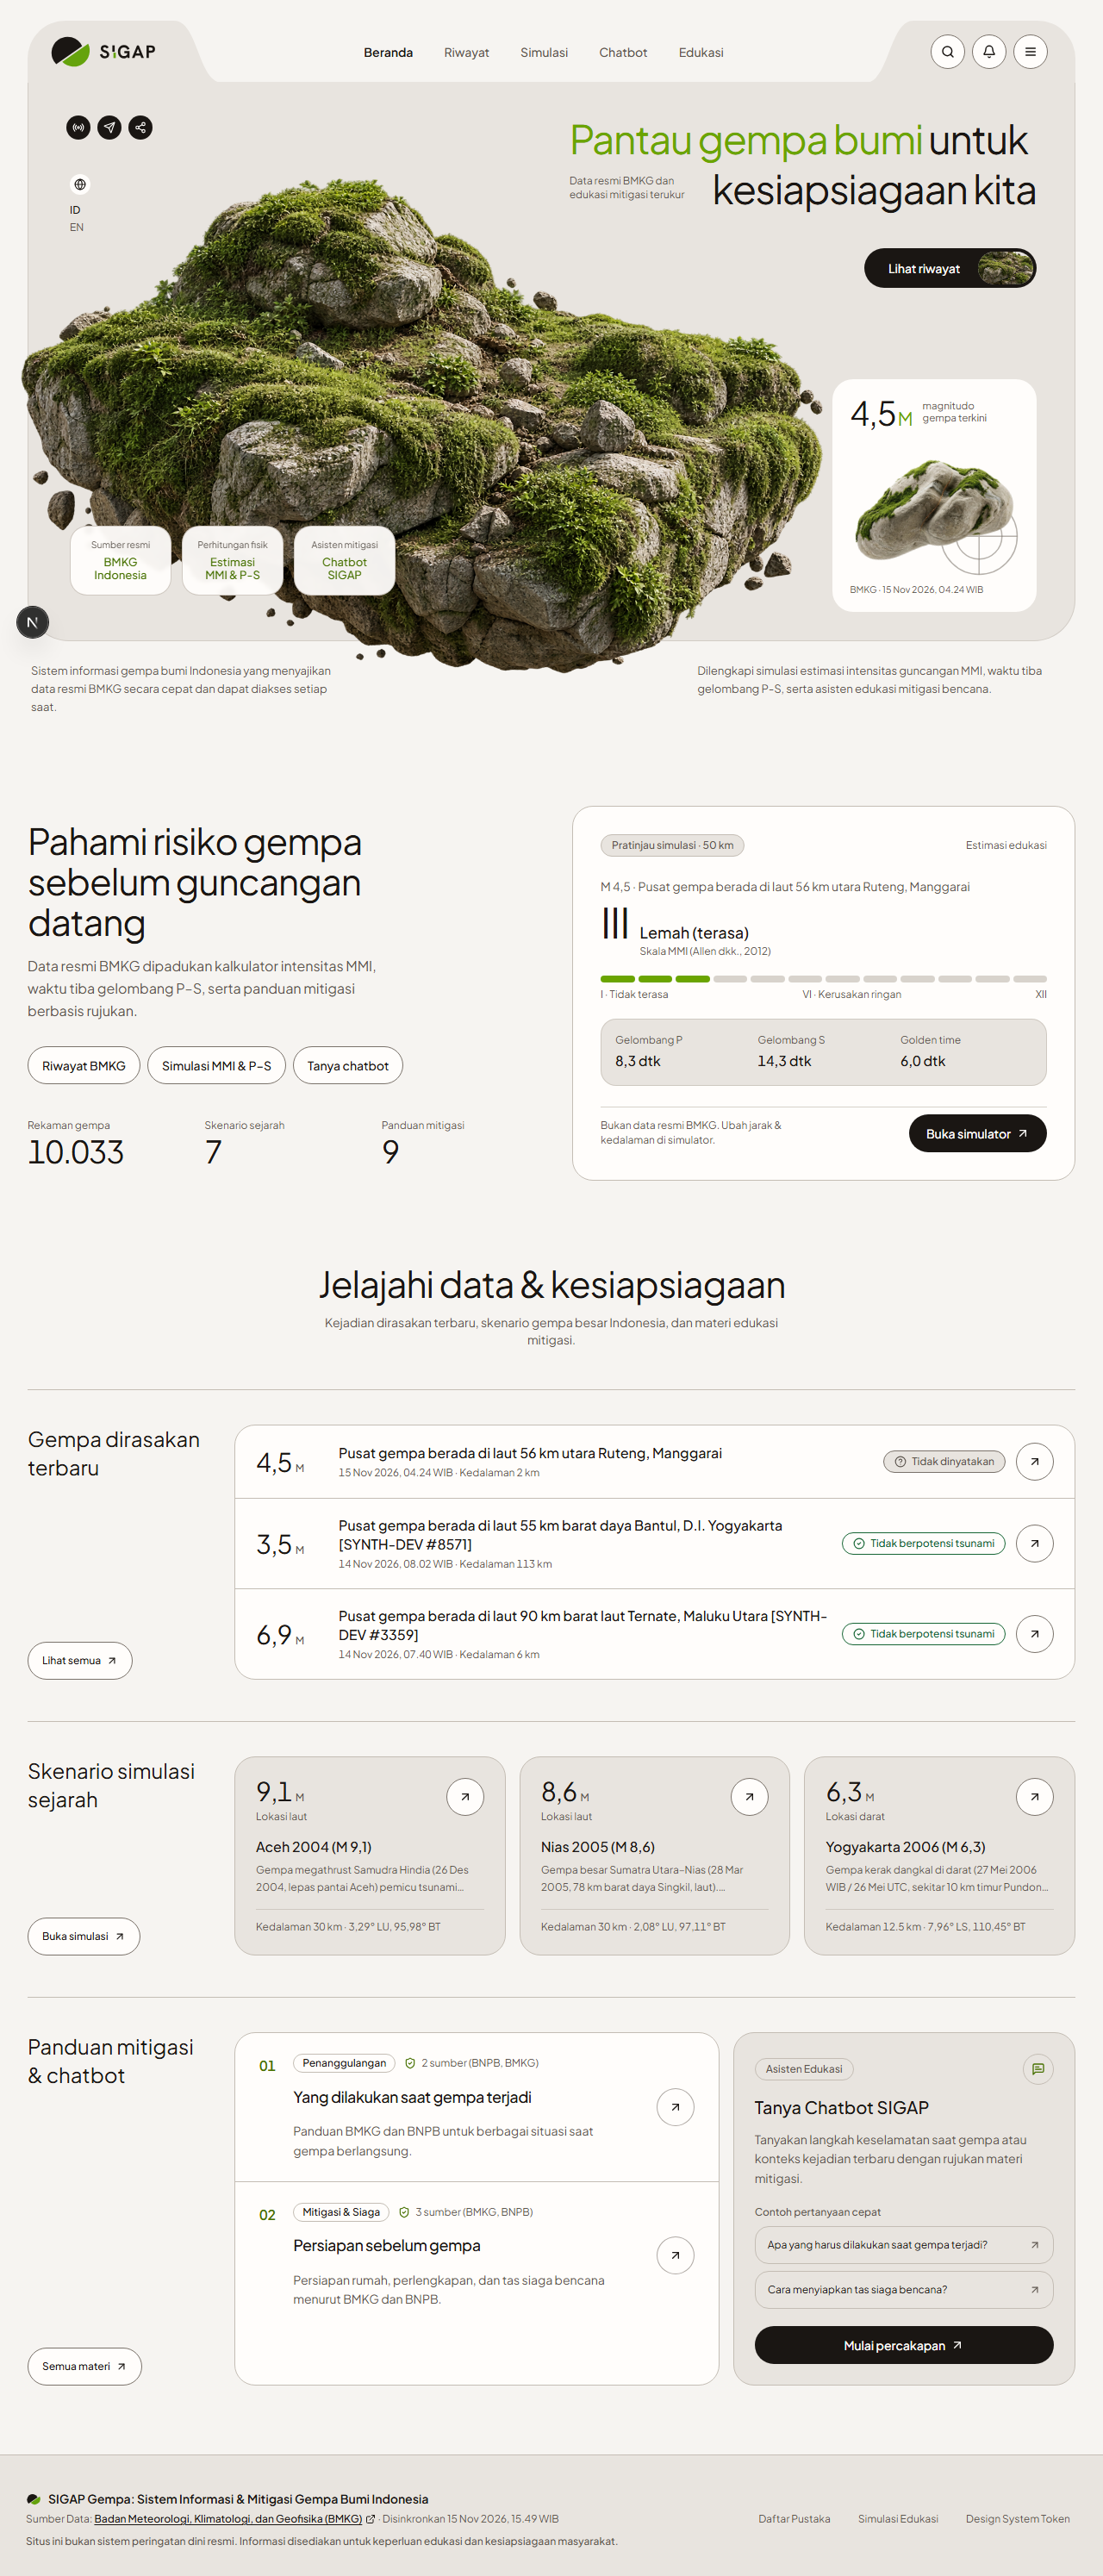 SIGAP
Beranda
Riwayat
Simulasi
Chatbot
Edukasi
Pantau gempa bumi untuk
Data resmi BMKG dan
edukasi mitigasi terukur
kesiapsiagaan kita
ID
EN
Lihat riwayat
4,5 M
magnitudo
gempa terkini
BMKG · 15 Nov 2026, 04.24 WIB
Sumber resmi
BMKG
Indonesia
Perhitungan fisik
Estimasi
MMI & P-S
Asisten mitigasi
Chatbot
SIGAP
N
Sistem informasi gempa bumi Indonesia yang menyajikan
data resmi BMKG secara cepat dan dapat diakses setiap
saat.
Dilengkapi simulasi estimasi intensitas guncangan MMI, waktu tiba
gelombang P-S, serta asisten edukasi mitigasi bencana.
Pahami risiko gempa
sebelum guncangan
datang
Data resmi BMKG dipadukan kalkulator intensitas MMI,
waktu tiba gelombang P–S, serta panduan mitigasi
berbasis rujukan.
Riwayat BMKG
Simulasi MMI & P–S
Tanya chatbot
Rekaman gempa
10.033
Skenario sejarah
7
Panduan mitigasi
9
Pratinjau simulasi · 50 km
Estimasi edukasi
M 4,5 · Pusat gempa berada di laut 56 km utara Ruteng, Manggarai
III
Lemah (terasa)
Skala MMI (Allen dkk., 2012)
I · Tidak terasa
VI · Kerusakan ringan
XII
Gelombang P
8,3 dtk
Gelombang S
14,3 dtk
Golden time
6,0 dtk
Bukan data resmi BMKG. Ubah jarak &
kedalaman di simulator.
Buka simulator
Jelajahi data & kesiapsiagaan
Kejadian dirasakan terbaru, skenario gempa besar Indonesia, dan materi edukasi
mitigasi.
Gempa dirasakan
terbaru
Lihat semua
4,5 M
Pusat gempa berada di laut 56 km utara Ruteng, Manggarai
15 Nov 2026, 04.24 WIB · Kedalaman 2 km
Tidak dinyatakan
3,5 M
Pusat gempa berada di laut 55 km barat daya Bantul, D.I. Yogyakarta
[SYNTH-DEV #8571]
14 Nov 2026, 08.02 WIB · Kedalaman 113 km
Tidak berpotensi tsunami
6,9 M
Pusat gempa berada di laut 90 km barat laut Ternate, Maluku Utara [SYNTH-
DEV #3359]
14 Nov 2026, 07.40 WIB · Kedalaman 6 km
Tidak berpotensi tsunami
Skenario simulasi
sejarah
Buka simulasi
9,1 M
Lokasi laut
Aceh 2004 (M 9,1)
Gempa megathrust Samudra Hindia (26 Des
2004, lepas pantai Aceh) pemicu tsunami...
Kedalaman 30 km · 3,29° LU, 95,98° BT
8,6 M
Lokasi laut
Nias 2005 (M 8,6)
Gempa besar Sumatra Utara–Nias (28 Mar
2005, 78 km barat daya Singkil, laut)....
Kedalaman 30 km · 2,08° LU, 97,11° BT
6,3 M
Lokasi darat
Yogyakarta 2006 (M 6,3)
Gempa kerak dangkal di darat (27 Mei 2006
WIB / 26 Mei UTC, sekitar 10 km timur Pundon...
Kedalaman 12.5 km · 7,96° LS, 110,45° BT
Panduan mitigasi
& chatbot
Semua materi
01
Penanggulangan
2 sumber (BNPB, BMKG)
Yang dilakukan saat gempa terjadi
Panduan BMKG dan BNPB untuk berbagai situasi saat
gempa berlangsung.
02
Mitigasi & Siaga
3 sumber (BMKG, BNPB)
Persiapan sebelum gempa
Persiapan rumah, perlengkapan, dan tas siaga bencana
menurut BMKG dan BNPB.
Asisten Edukasi
Tanya Chatbot SIGAP
Tanyakan langkah keselamatan saat gempa atau
konteks kejadian terbaru dengan rujukan materi
mitigasi.
Contoh pertanyaan cepat
Apa yang harus dilakukan saat gempa terjadi?
Cara menyiapkan tas siaga bencana?
Mulai percakapan
SIGAP Gempa: Sistem Informasi & Mitigasi Gempa Bumi Indonesia
Sumber Data: Badan Meteorologi, Klimatologi, dan Geofisika (BMKG) · Disinkronkan 15 Nov 2026, 15.49 WIB
Situs ini bukan sistem peringatan dini resmi. Informasi disediakan untuk keperluan edukasi dan kesiapsiagaan masyarakat.
Daftar Pustaka
Simulasi Edukasi
Design System Token